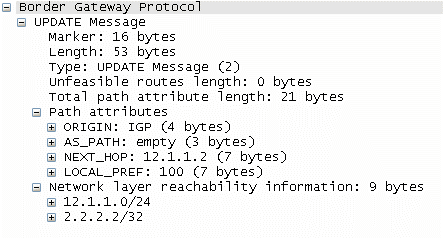 Border Gateway Protocol
UPDATE Message
Marker: 16 bytes
Length: 53 bytes
Type: UPDATE Message (2)
Unfeasible routes length: 0 bytes
Total path attribute length: 21 bytes
Path attributes
ORIGIN: IGP (4 bytes)
AS_PATH: empty (3 bytes)
NEXT_HOP: 12.1.1.2 (7 bytes)
LOCAL_PREF: 100 (7 bytes)
Network layer reachability information: 9 bytes
12.1.1.0/24
2.2.2.2/32